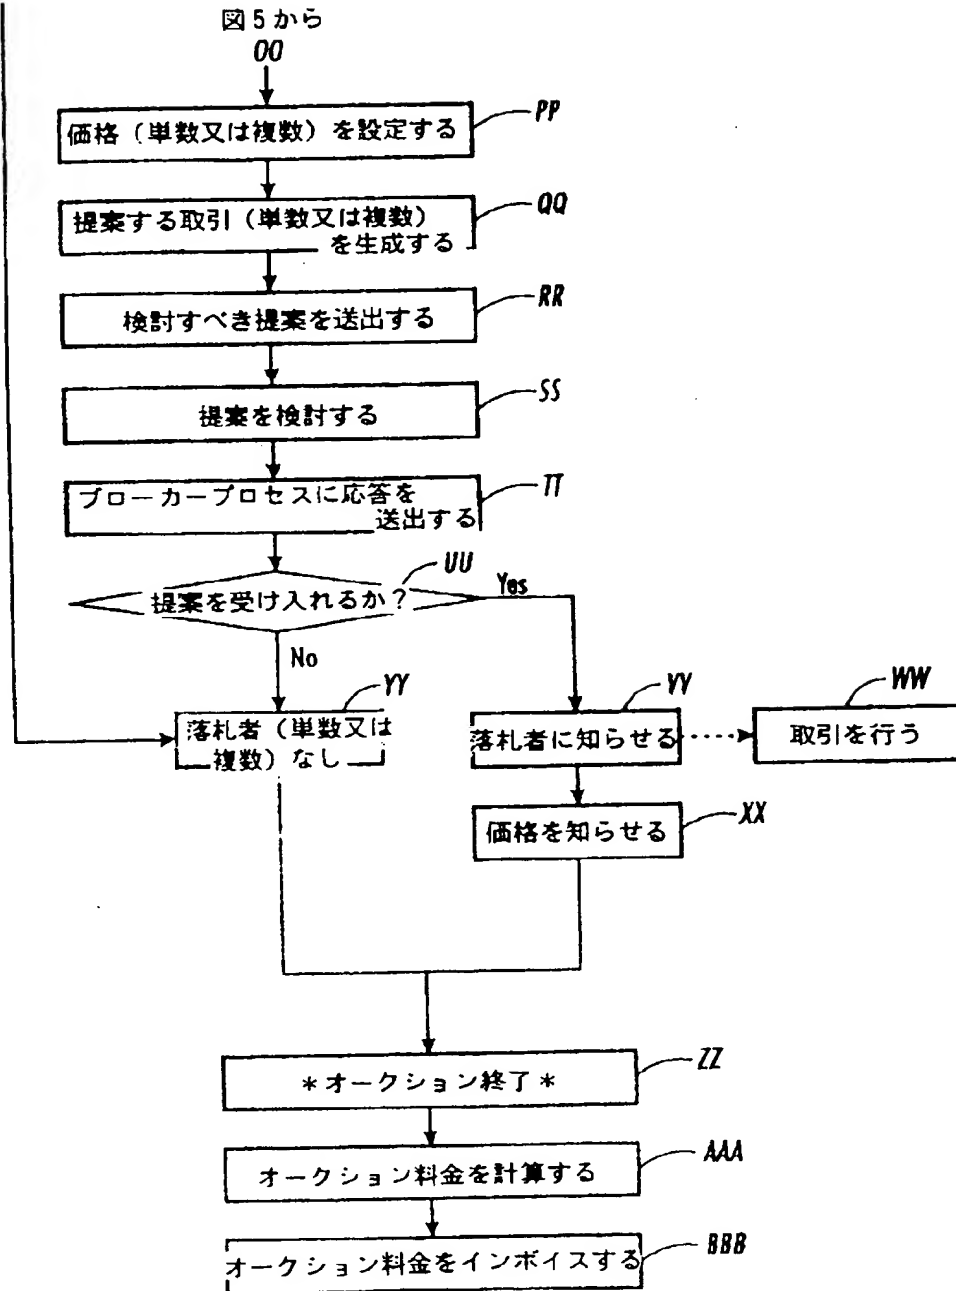 図5から
OO
価格（単数又は複数）を設定する
PP
提案する取引（単数又は複数）
を生成する
QQ
検討すべき提案を送出する
RR
提案を検討する
SS
ブローカープロセスに応答を
送出する
TT
提案を受け入れるか？
UU
Yes
No
落札者（単数又は
複数）なし
YY
落札者に知らせる
VV
取引を行う
WW
価格を知らせる
XX
＊オークション終了＊
ZZ
オークション料金を計算する
AAA
オークション料金をインボイスする
BBB